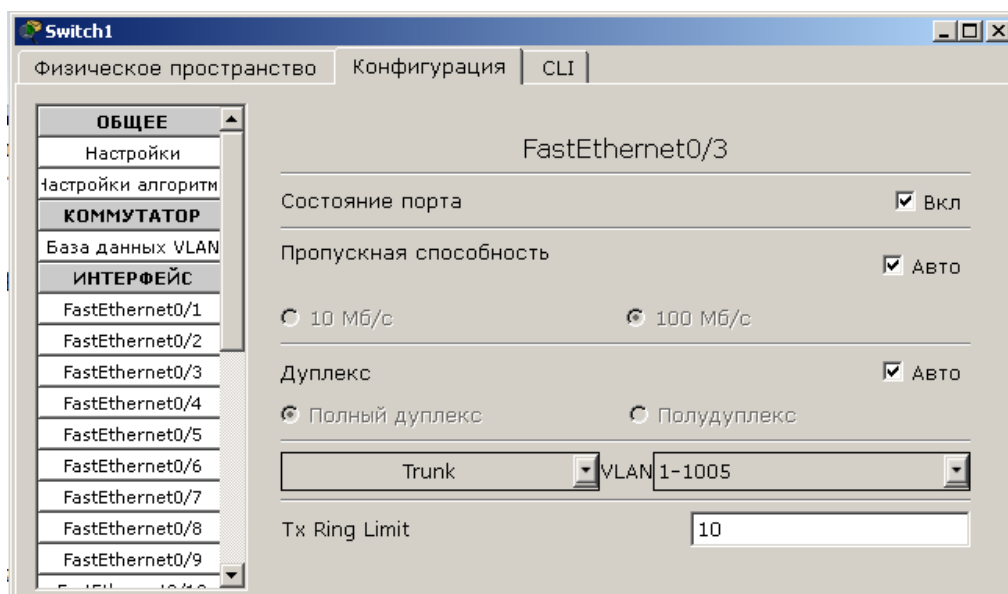 Switch1
Физическое пространство Конфигурация CLI
ОБЩЕЕ
Настройки
Настройки алгоритм
КОММУТАТОР
База данных VLAN
ИНТЕРФЕЙС
FastEthernet0/1
FastEthernet0/2
FastEthernet0/3
FastEthernet0/4
FastEthernet0/5
FastEthernet0/6
FastEthernet0/7
FastEthernet0/8
FastEthernet0/9
FastEthernet0/3
Состояние порта Вкл
Пропускная способность Авто
10 Мб/с 100 Мб/с
Дуплекс Авто
Полный дуплекс Полудуплекс
Trunk VLAN 1-1005
Tx Ring Limit 10